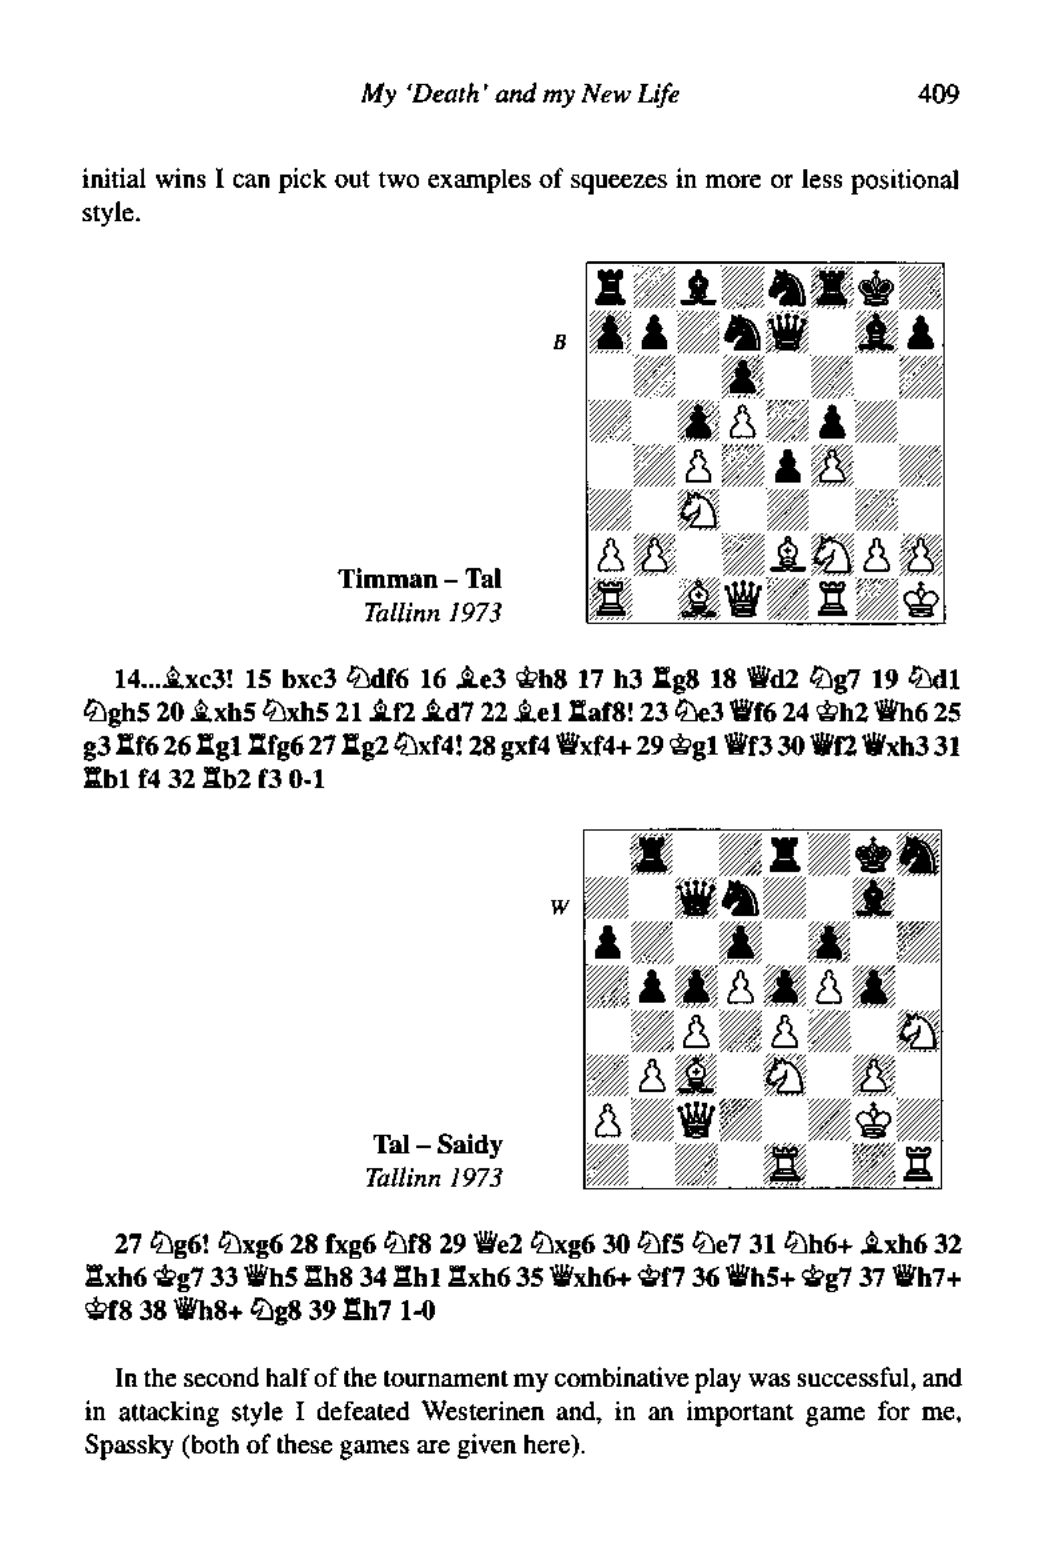 My ‘Death’ and my New Life 409
initial wins I can pick out two examples of squeezes in more or less positional
style.
B
Timman – Tal
Tallinn 1973
14...♗xc3! 15 bxc3 ♘df6 16 ♗e3 ♔h8 17 h3 ♖g8 18 ♕d2 ♘g7 19 ♘d1
♘gh5 20 ♗xh5 ♘xh5 21 ♗f2 ♗d7 22 ♗e1 ♖af8! 23 ♘e3 ♕f6 24 ♔h2 ♕h6 25
g3 ♖f6 26 ♖g1 ♖fg6 27 ♖g2 ♘xf4! 28 gxf4 ♕xf4+ 29 ♔g1 ♕f3 30 ♕f2 ♕xh3 31
♖b1 f4 32 ♖b2 f3 0-1
W
Tal – Saidy
Tallinn 1973
27 ♘g6! ♘xg6 28 fxg6 ♘f8 29 ♕e2 ♘xg6 30 ♘f5 ♘e7 31 ♘h6+ ♗xh6 32
♖xh6 ♔g7 33 ♕h5 ♖h8 34 ♖h1 ♖xh6 35 ♕xh6+ ♔f7 36 ♕h5+ ♔g7 37 ♕h7+
♔f8 38 ♕h8+ ♘g8 39 ♖h7 1-0
In the second half of the tournament my combinative play was successful, and
in attacking style I defeated Westerinen and, in an important game for me,
Spassky (both of these games are given here).